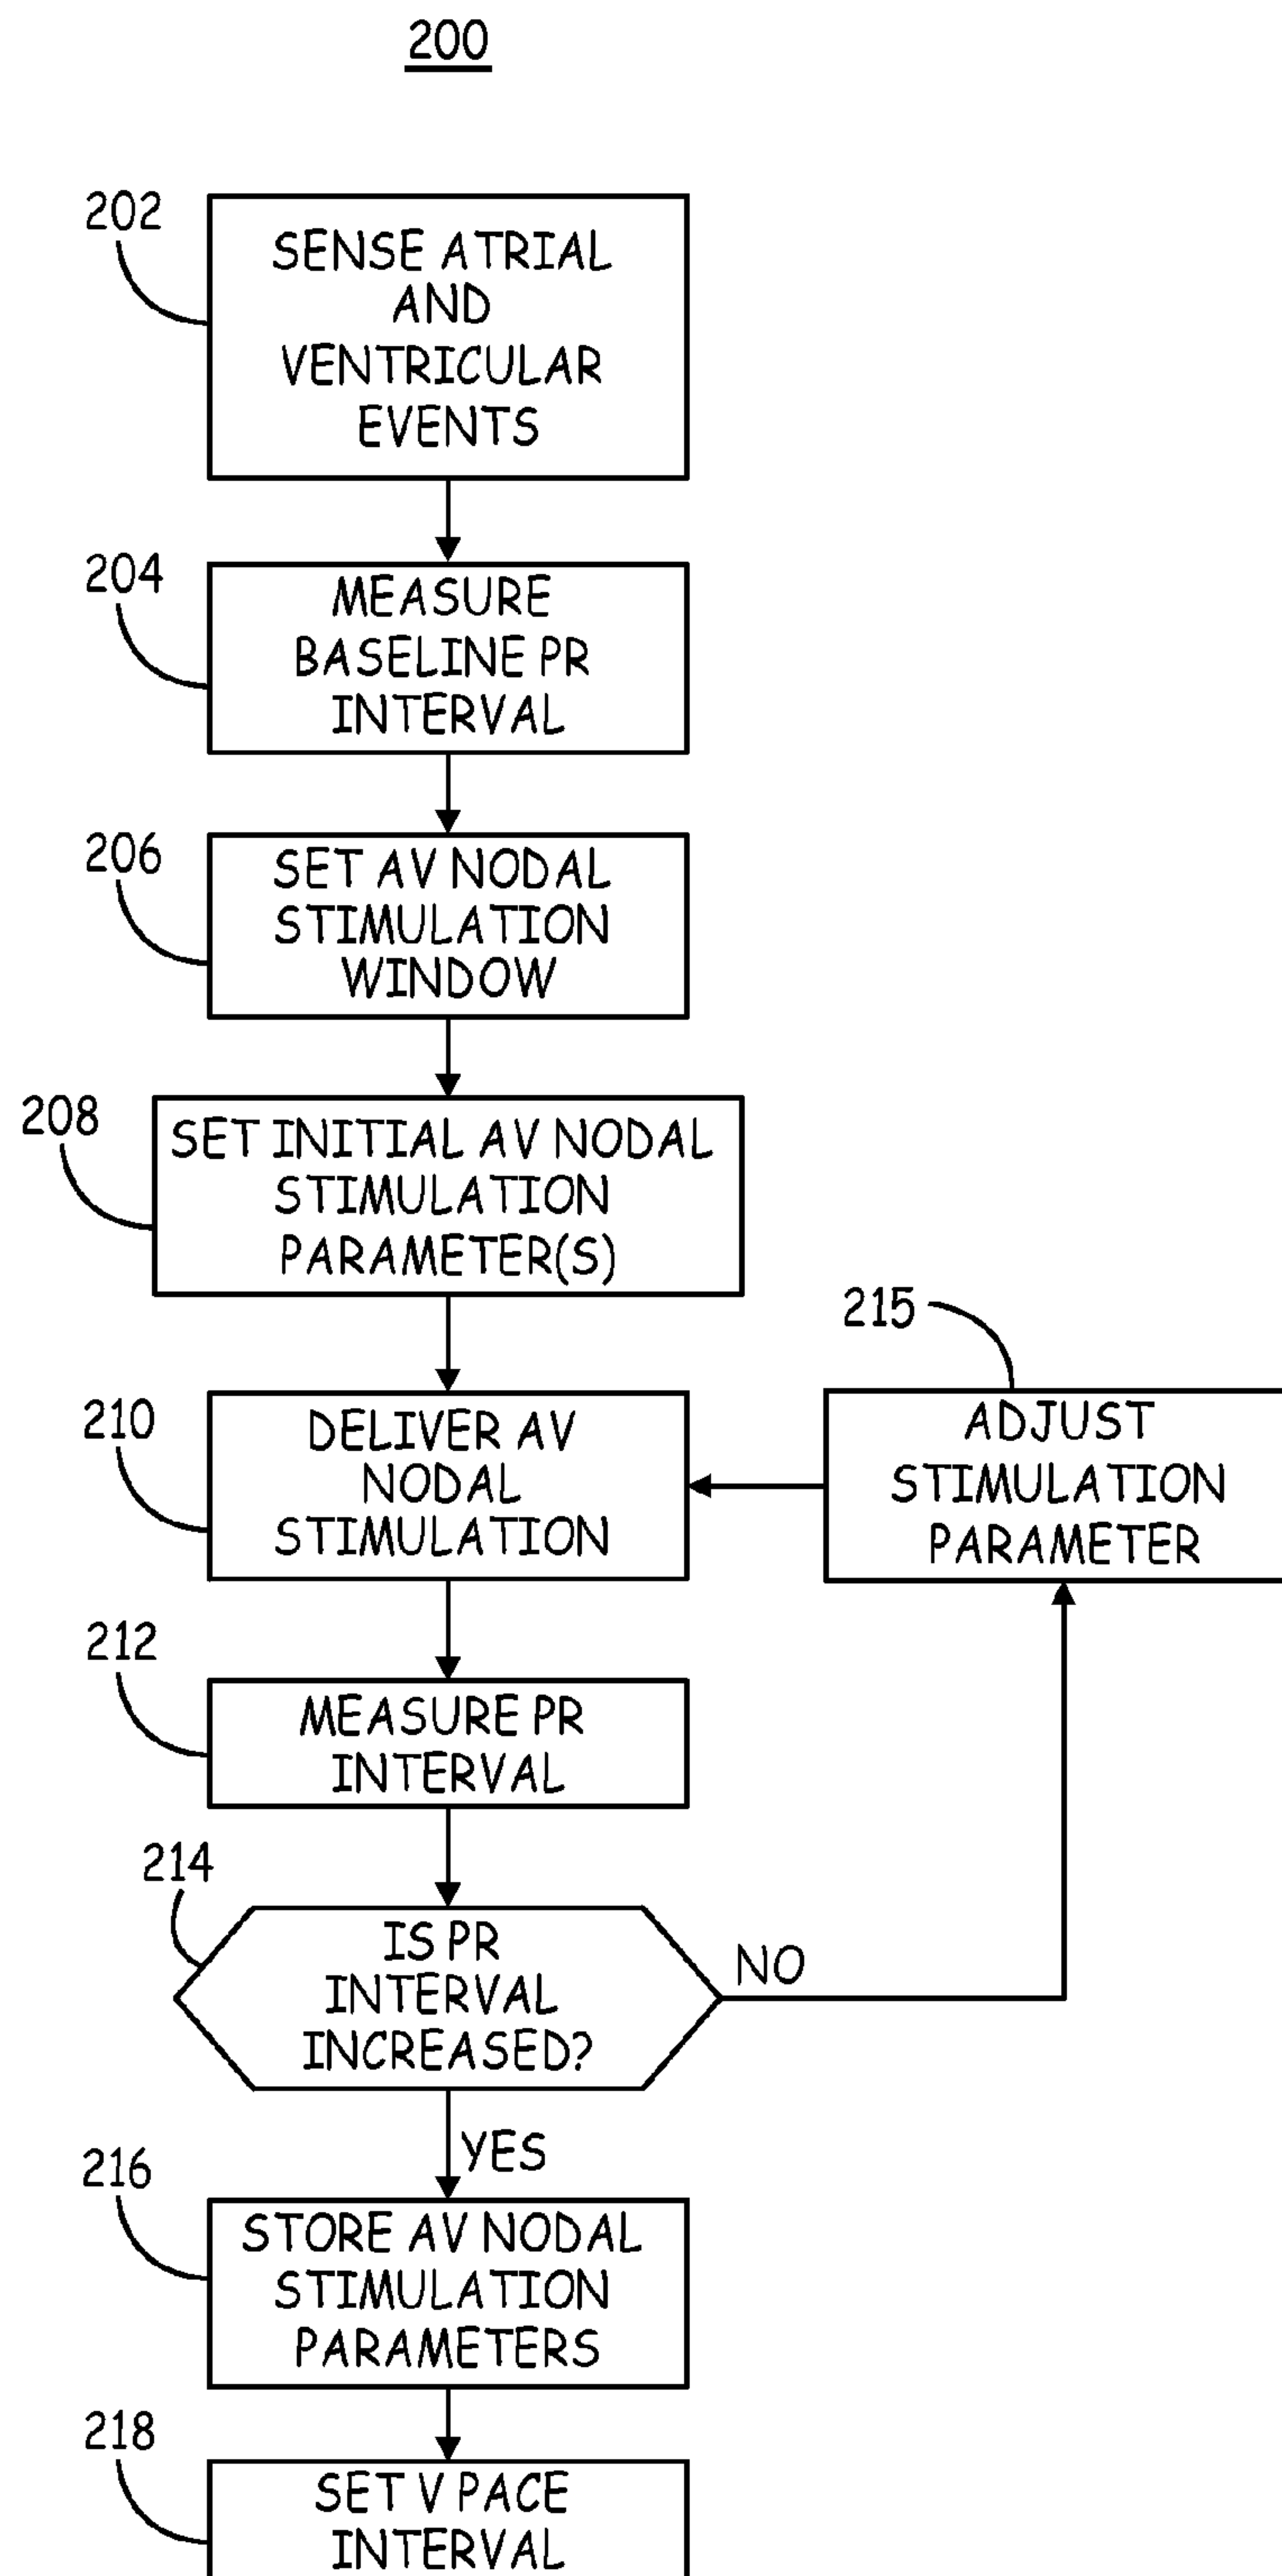 200
202
SENSE ATRIAL
AND
VENTRICULAR
EVENTS
204
MEASURE
BASELINE PR
INTERVAL
206
SET AV NODAL
STIMULATION
WINDOW
208
SET INITIAL AV NODAL
STIMULATION
PARAMETER(S)
210
DELIVER AV
NODAL
STIMULATION
215
ADJUST
STIMULATION
PARAMETER
212
MEASURE PR
INTERVAL
214
IS PR
INTERVAL
INCREASED?
NO
YES
216
STORE AV NODAL
STIMULATION
PARAMETERS
218
SET V PACE
INTERVAL